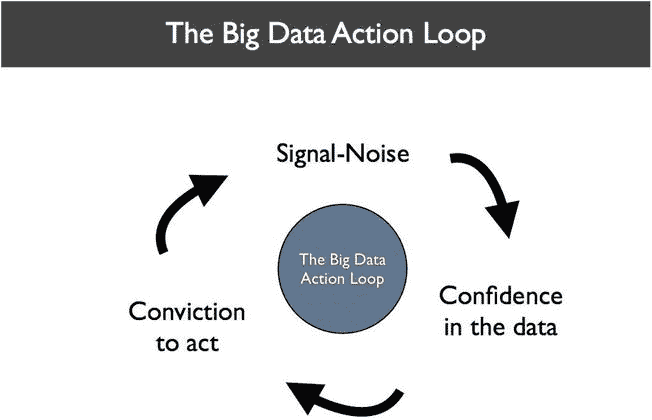 The Big Data Action Loop
Signal-Noise
The Big Data
Action Loop
Confidence
in the data
Conviction
to act